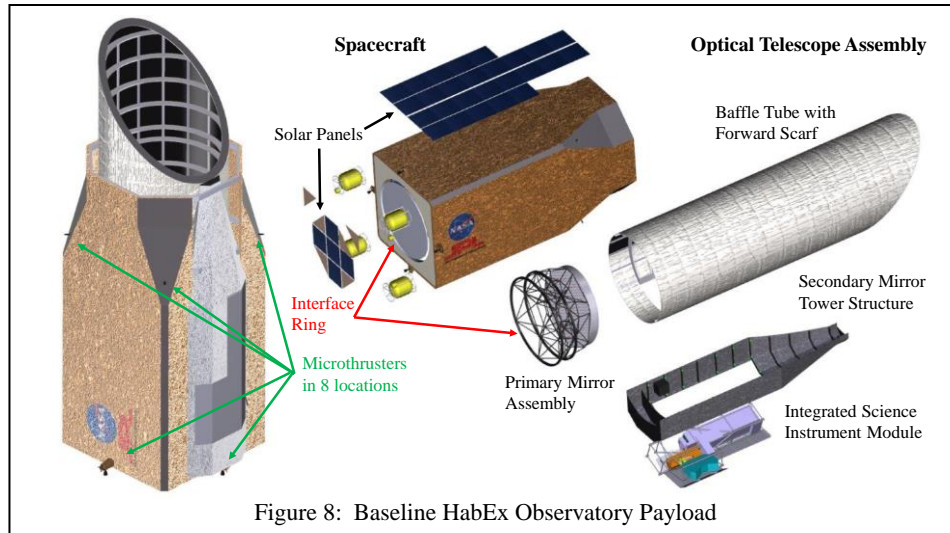 Spacecraft
Optical Telescope Assembly
Baffle Tube with
Forward Scarf
Solar Panels
NASA
Interface
Ring
Secondary Mirror
Tower Structure
Microthrusters
in 8 locations
Primary Mirror
Assembly
Integrated Science
Instrument Module
Figure 8: Baseline HabEx Observatory Payload